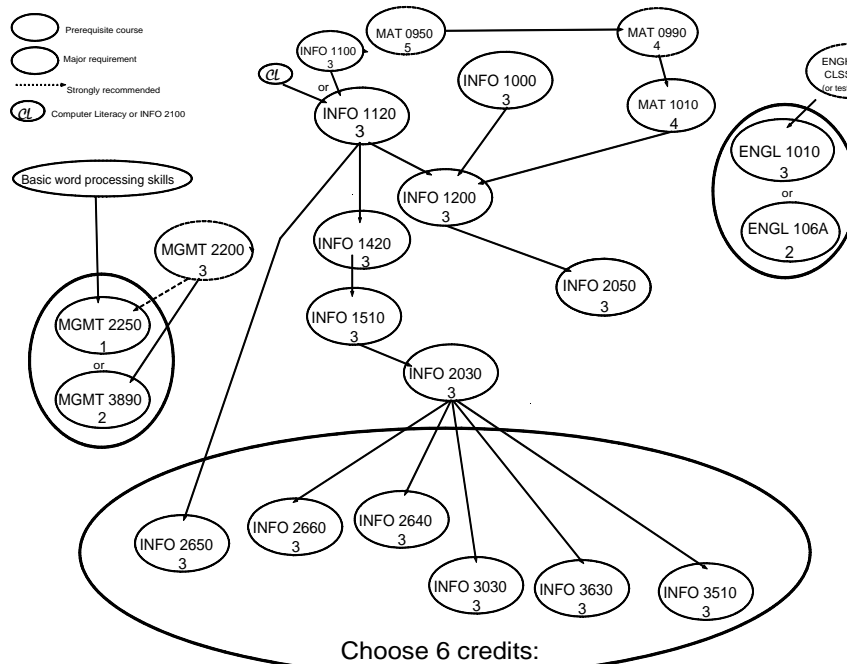 Prerequisite course
Major requirement
Strongly recommended
CL Computer Literacy or INFO 2100
MAT 0950
5
MAT 0990
4
INFO 1100
3
CL
or
INFO 1000
3
INFO 1120
3
MAT 1010
4
CLSS
ENGL 1010
3
or
ENGL 106A
2
Basic word processing skills
INFO 1200
3
MGMT 2200
3
INFO 1420
3
INFO 2050
3
MGMT 2250
1
or
MGMT 3890
2
INFO 1510
3
INFO 2030
3
INFO 2650
3
INFO 2660
3
INFO 2640
3
INFO 3030
3
INFO 3630
3
INFO 3510
3
Choose 6 credits: